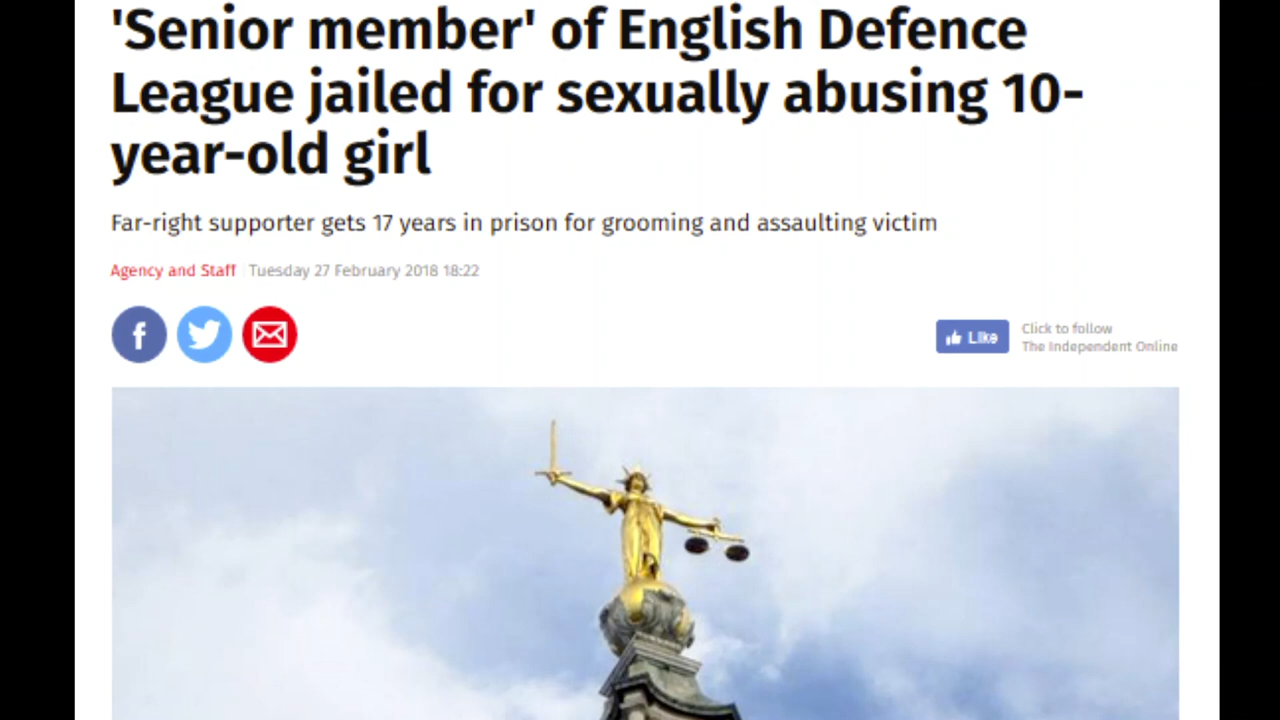 'Senior member' of English Defence
League jailed for sexually abusing 10-
year-old girl
Far-right supporter gets 17 years in prison for grooming and assaulting victim
Agency and Staff | Tuesday 27 February 2018 18:22
f
Like
Click to follow
The Independent Online